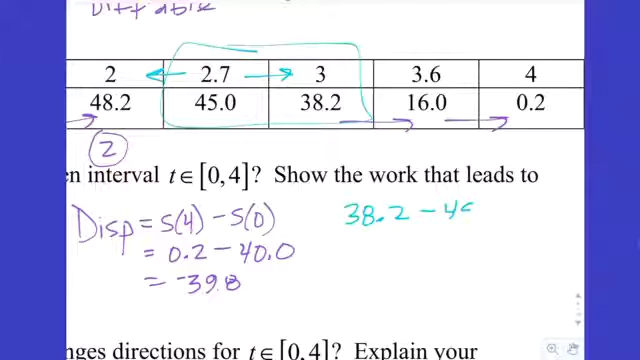 Differentiable
2 2.7 3 3.6 4
48.2 45.0 38.2 16.0 0.2
2
en interval t ∈ [0,4]? Show the work that leads to
Disp = S(4) - S(0) 38.2 - 4
= 0.2 - 40.0
= -39.8
nges directions for t ∈ [0,4]? Explain your